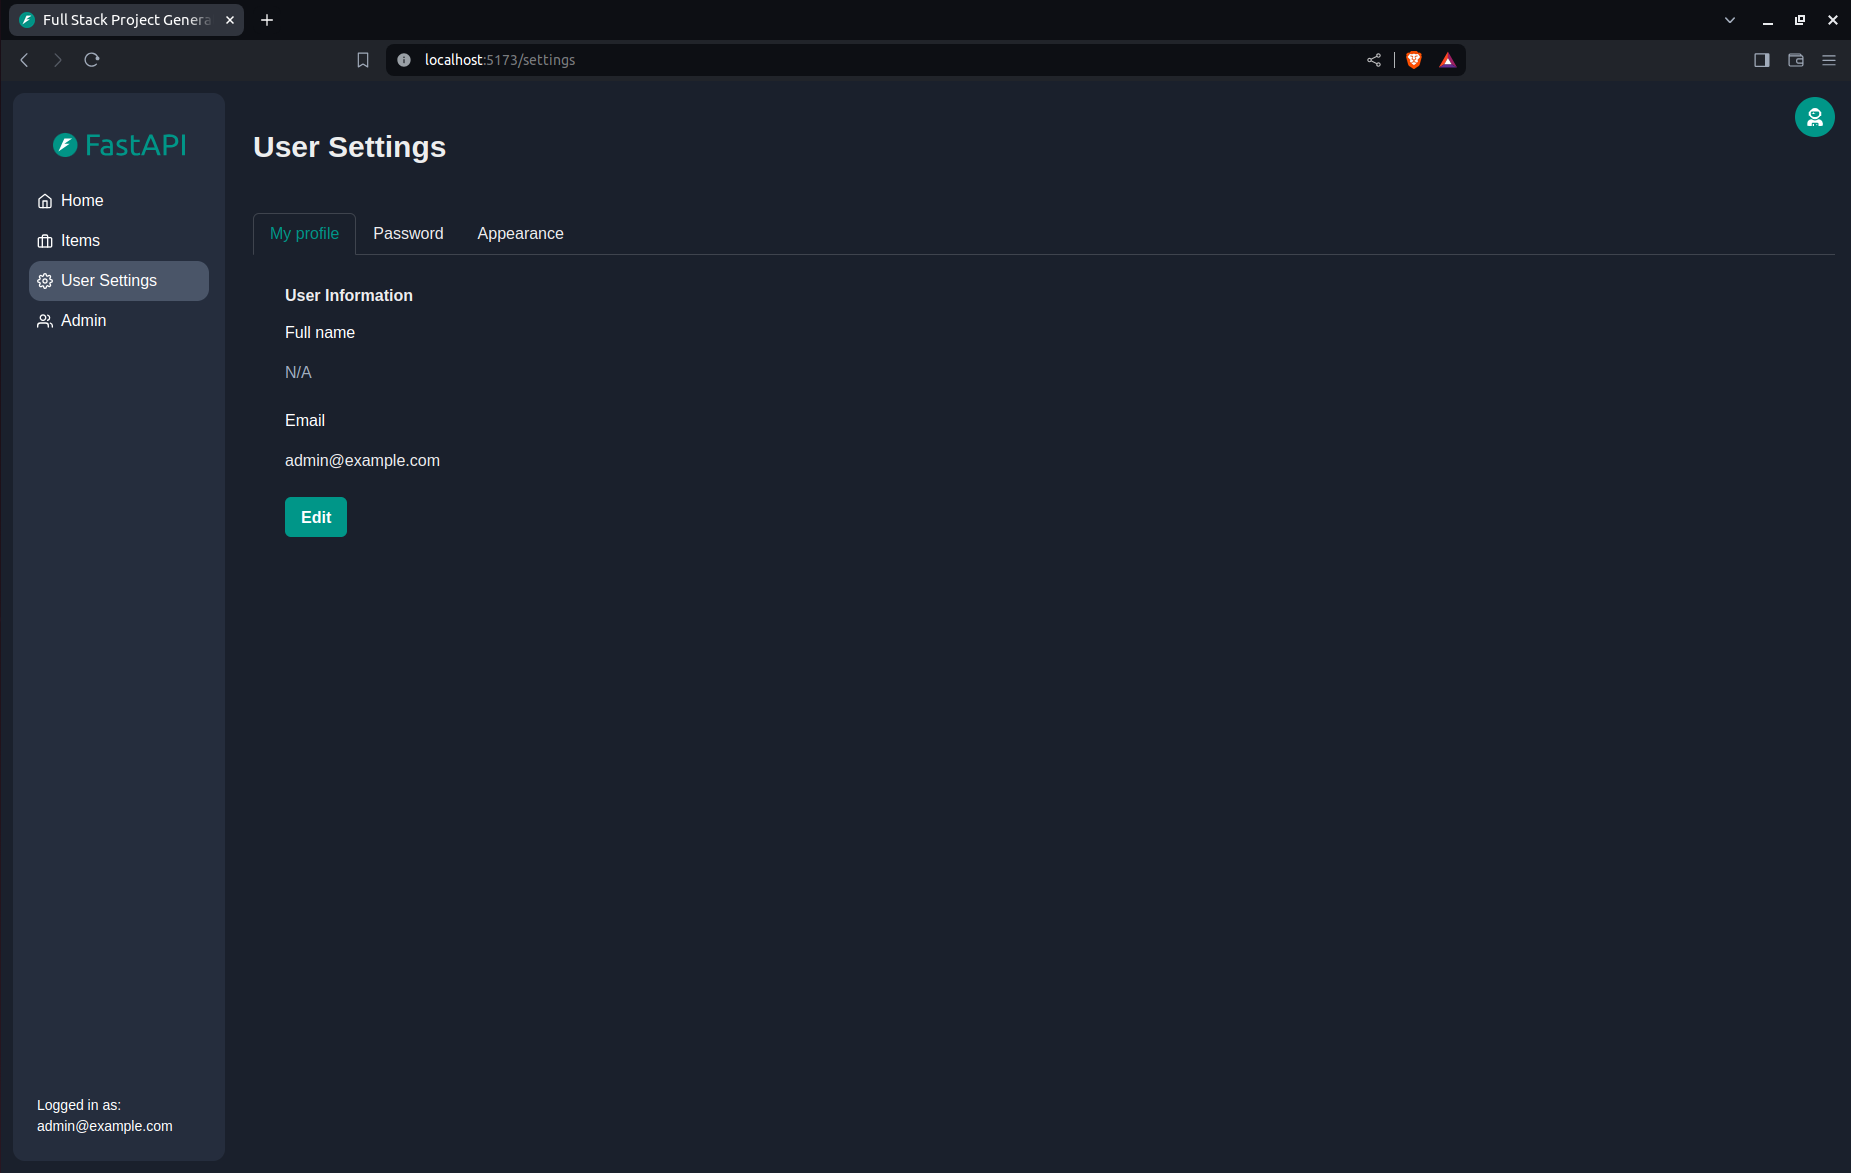 Full Stack Project Genera
localhost:5173/settings
FastAPI
Home
Items
User Settings
Admin
Logged in as:
admin@example.com
User Settings
My profile Password Appearance
User Information
Full name
N/A
Email
admin@example.com
Edit